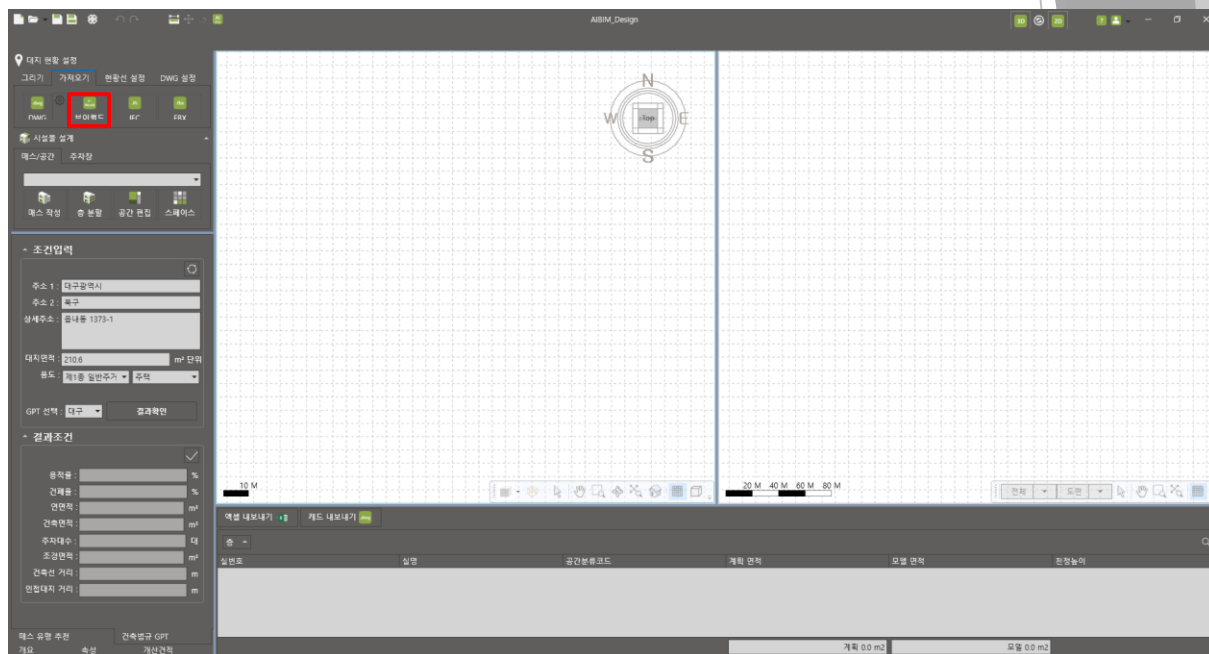 AIBIM_Design
3D 2D
대지 현황 설정
그리기 가져오기 현황선 설정 DWG 설정
DWG 브이월드 IFC FBX
시설물 설계
매스/공간 주차장
매스 작성 층 분할 공간 편집 스페이스
조건입력
주소 1 : 대구광역시
주소 2 : 북구
상세주소 : 읍내동 1373-1
대지면적 : 210.6 m² 단위
용도 : 제1종 일반주거 주택
GPT 선택 : 대구 결과확인
결과조건
용적율 : %
건폐율 : %
연면적 : m²
건축면적 : m²
주차대수 : 대
조경면적 : m²
건축선 거리 : m
인접대지 거리 : m
매스 유형 추천 건축법규 GPT
개요 속성 개산견적
N
W Top E
S
10 M
20 M 40 M 60 M 80 M
전체 도면
엑셀 내보내기 캐드 내보내기
층
실번호 실명 공간분류코드 계획 면적 모델 면적 천정높이
계획 0.0 m2 모델 0.0 m2